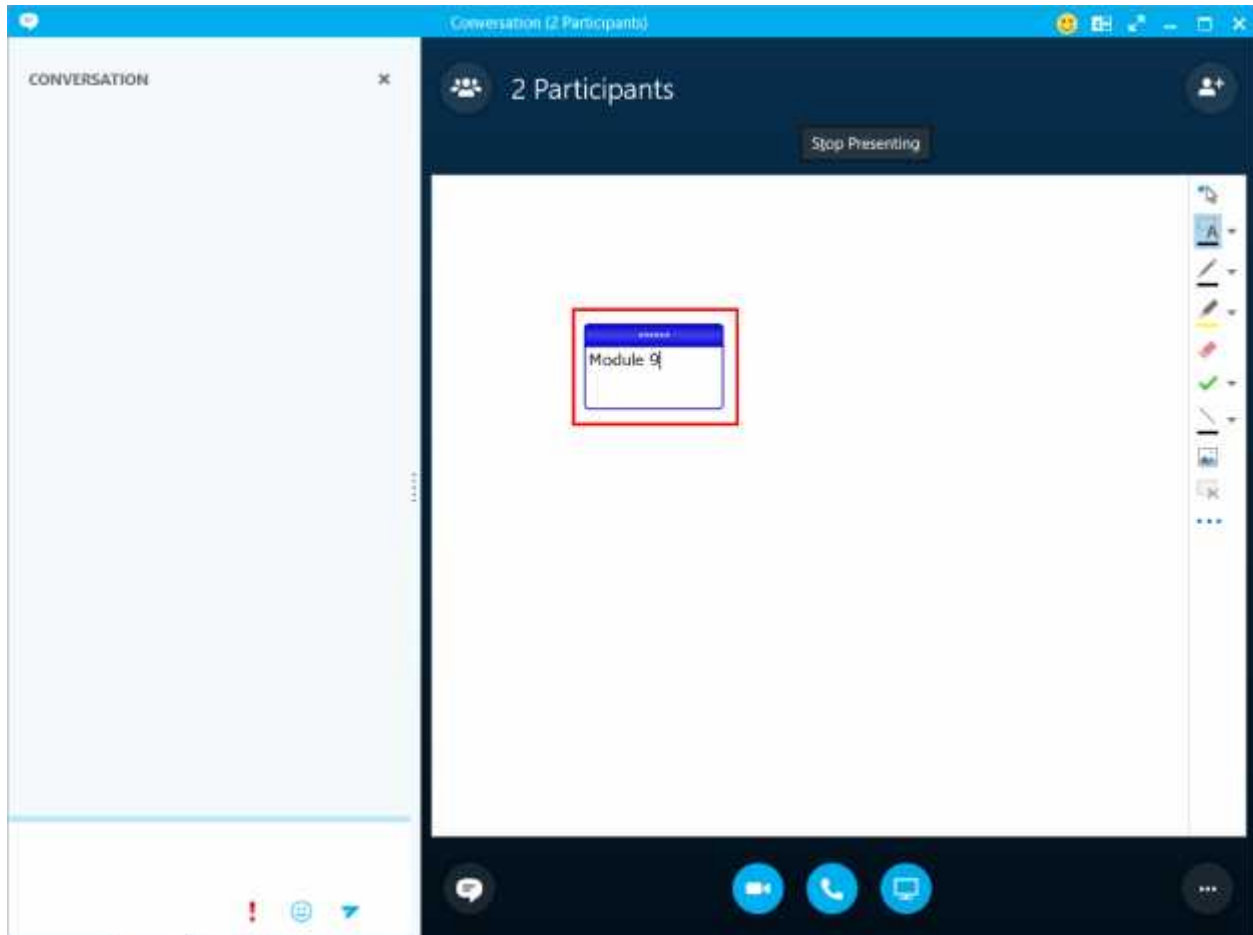 Conversation (2 Participants)
CONVERSATION
2 Participants
Stop Presenting
Module 9
A